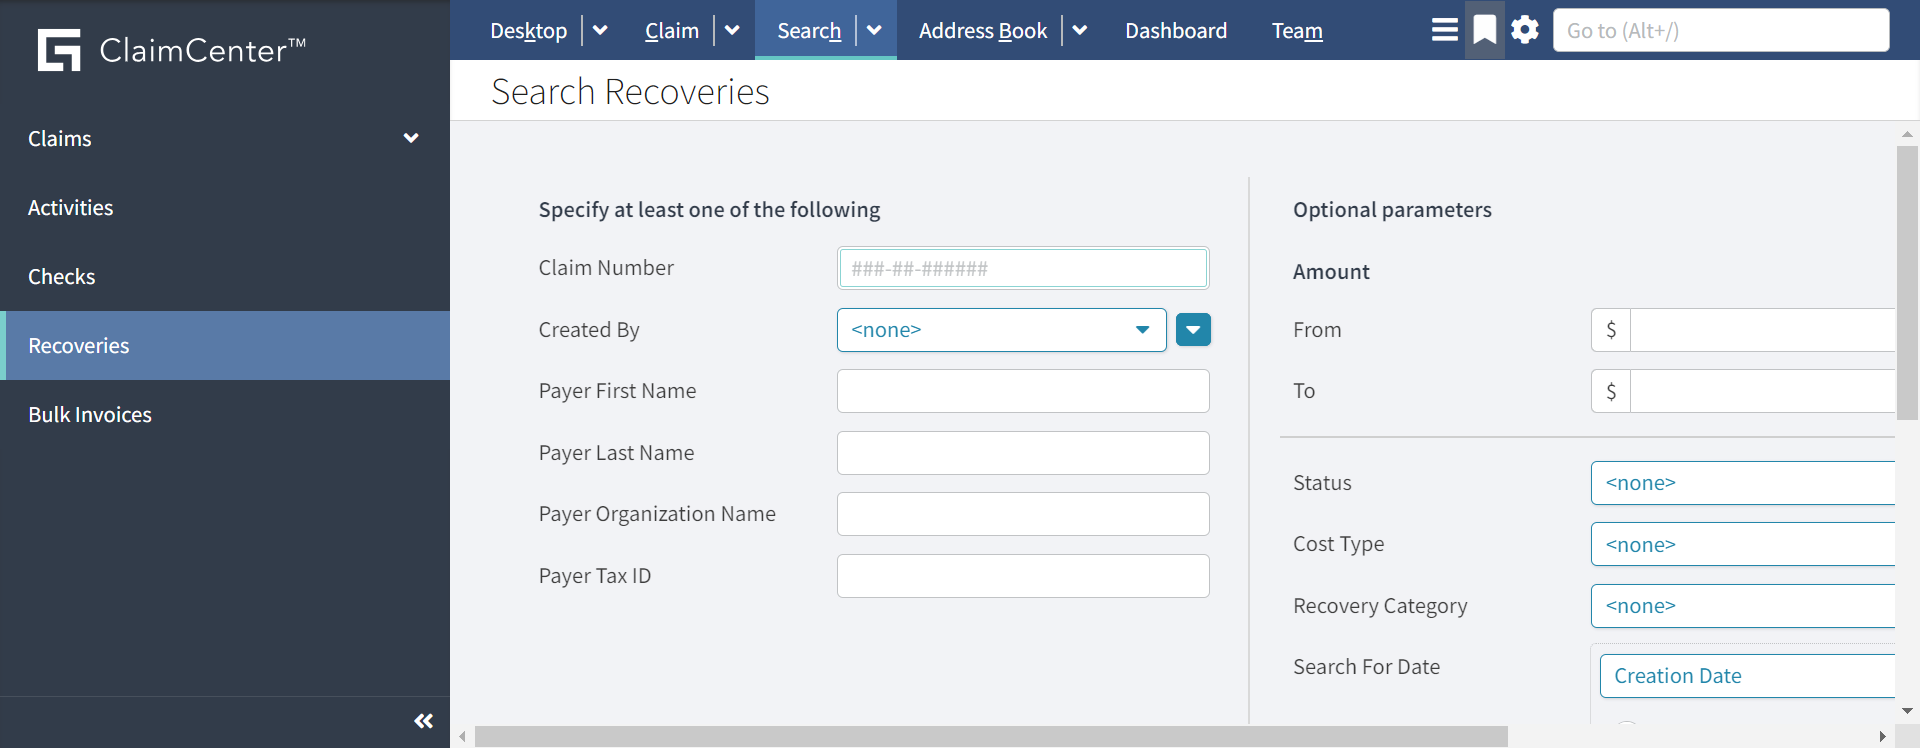 ClaimCenter™
Desktop
Claim
Search
Address Book
Dashboard
Team
Go to (Alt+/)
Search Recoveries
Claims
Activities
Checks
Recoveries
Bulk Invoices
Specify at least one of the following
Claim Number
###-##-######
Created By
<none>
Payer First Name
Payer Last Name
Payer Organization Name
Payer Tax ID
Optional parameters
Amount
From
$
To
$
Status
<none>
Cost Type
<none>
Recovery Category
<none>
Search For Date
Creation Date